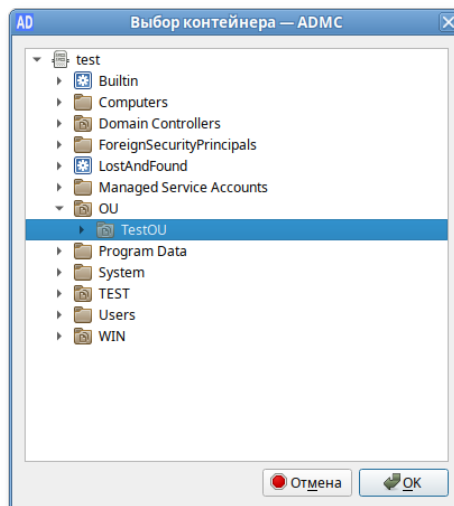 AD Выбор контейнера — ADMC
test
Builtin
Computers
Domain Controllers
ForeignSecurityPrincipals
LostAndFound
Managed Service Accounts
OU
TestOU
Program Data
System
TEST
Users
WIN
Отмена OK